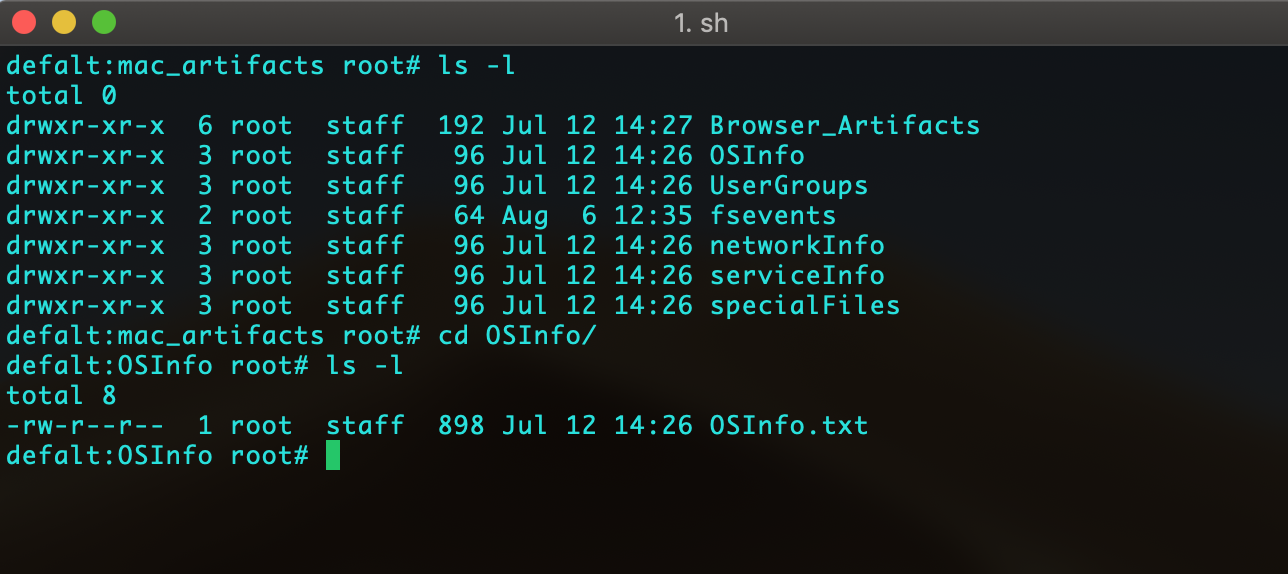 1. sh
defalt:mac_artifacts root# ls -l
total 0
drwxr-xr-x  6 root  staff  192 Jul 12 14:27 Browser_Artifacts
drwxr-xr-x  3 root  staff   96 Jul 12 14:26 OSInfo
drwxr-xr-x  3 root  staff   96 Jul 12 14:26 UserGroups
drwxr-xr-x  2 root  staff   64 Aug  6 12:35 fsevents
drwxr-xr-x  3 root  staff   96 Jul 12 14:26 networkInfo
drwxr-xr-x  3 root  staff   96 Jul 12 14:26 serviceInfo
drwxr-xr-x  3 root  staff   96 Jul 12 14:26 specialFiles
defalt:mac_artifacts root# cd OSInfo/
defalt:OSInfo root# ls -l
total 8
-rw-r--r--  1 root  staff  898 Jul 12 14:26 OSInfo.txt
defalt:OSInfo root#